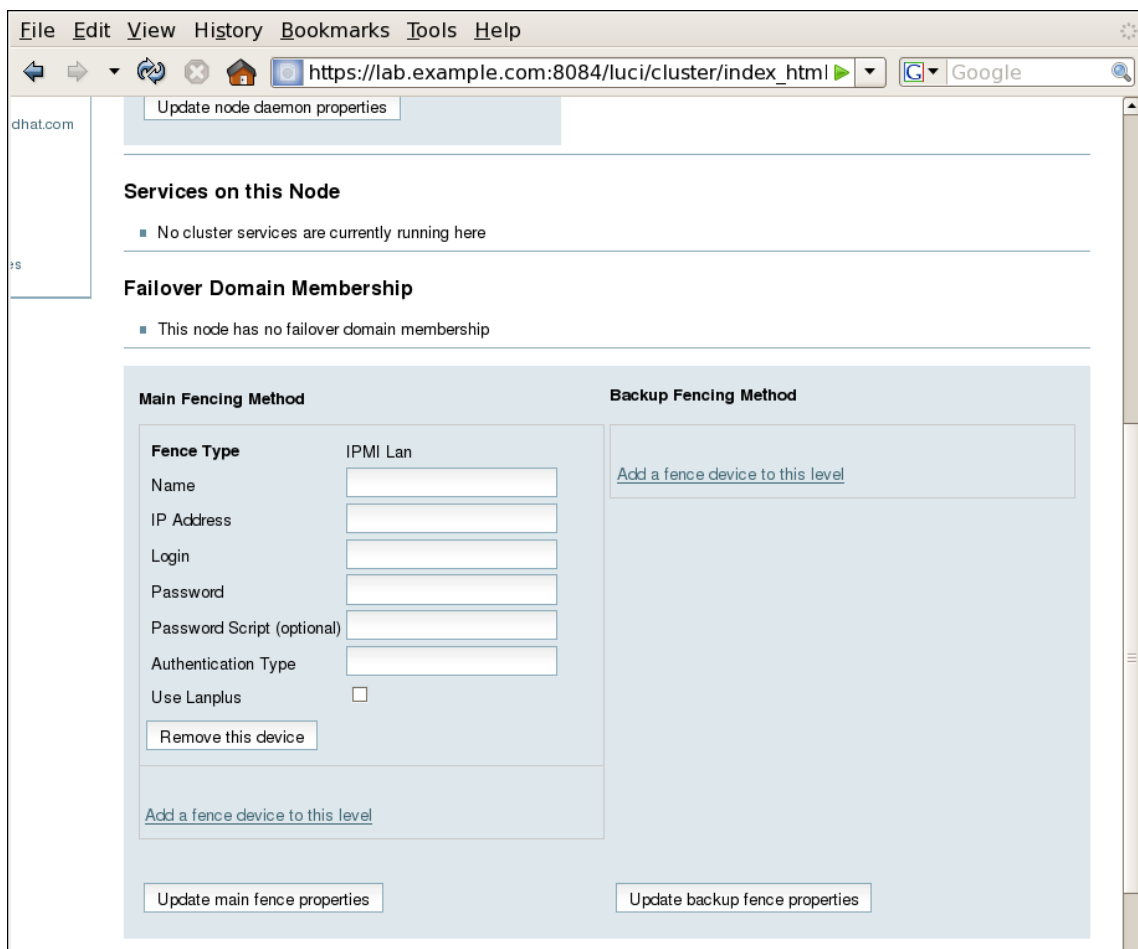 File Edit View History Bookmarks Tools Help
https://lab.example.com:8084/luci/cluster/index_html
G Google
Update node daemon properties
dhat.com
Services on this Node
No cluster services are currently running here
es
Failover Domain Membership
This node has no failover domain membership
Main Fencing Method
Fence Type IPMI Lan
Name
IP Address
Login
Password
Password Script (optional)
Authentication Type
Use Lanplus
Remove this device
Add a fence device to this level
Update main fence properties
Backup Fencing Method
Add a fence device to this level
Update backup fence properties